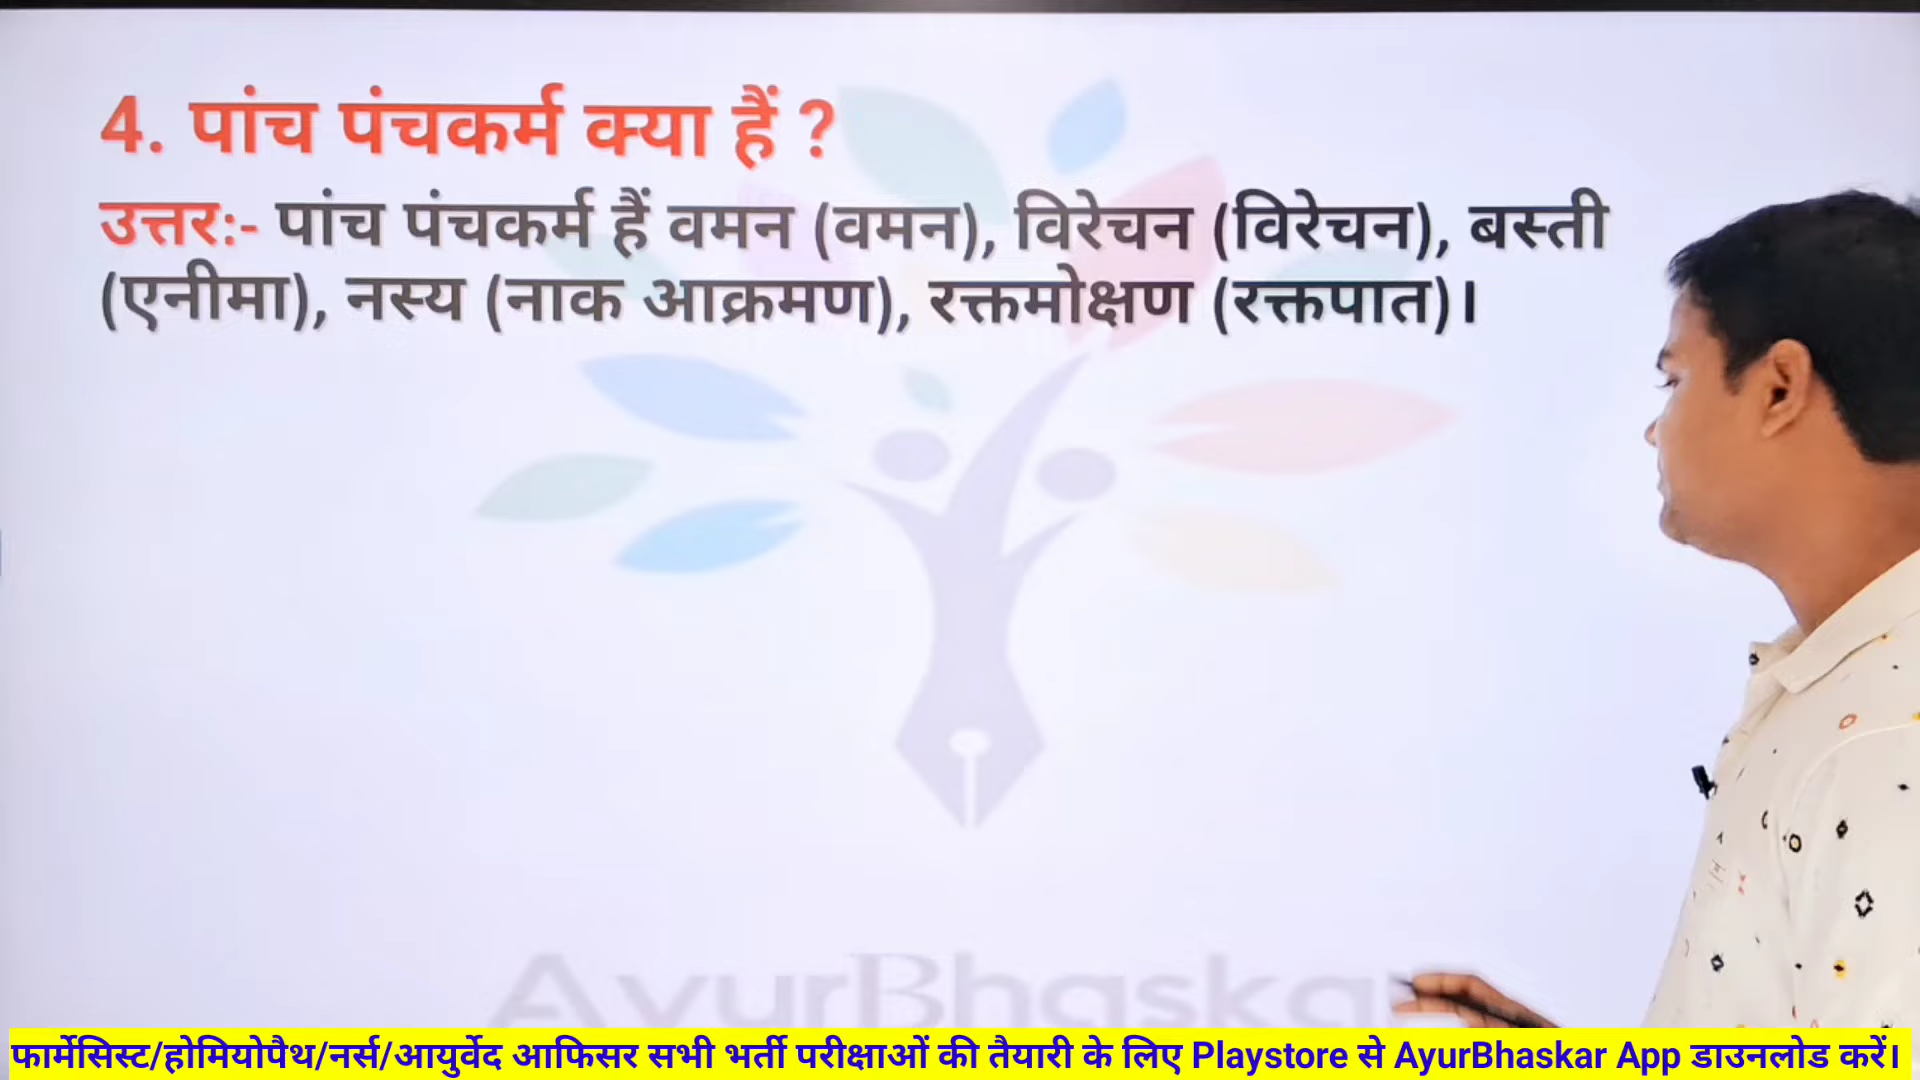 4. पांच पंचकर्म क्या हैं ?
उत्तर:- पांच पंचकर्म हैं वमन (वमन), विरेचन (विरेचन), बस्ती
(एनीमा), नस्य (नाक आक्रमण), रक्तमोक्षण (रक्तपात)।
AyurBhaskar
फार्मेसिस्ट/होमियोपैथ/नर्स/आयुर्वेद आफिसर सभी भर्ती परीक्षाओं की तैयारी के लिए Playstore से AyurBhaskar App डाउनलोड करें।